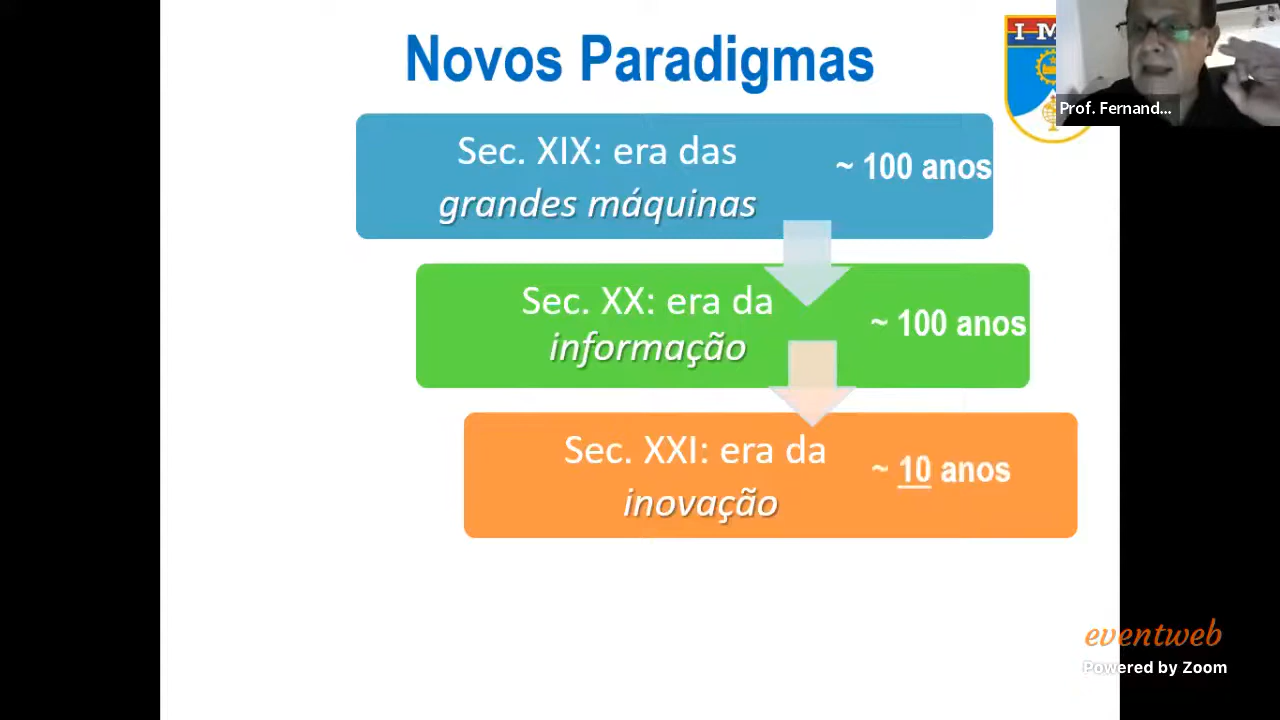 Novos Paradigmas
I M
Prof. Fernand...
Sec. XIX: era das
grandes máquinas
~ 100 anos
Sec. XX: era da
informação
~ 100 anos
Sec. XXI: era da
inovação
~ 10 anos
eventweb
Powered by Zoom